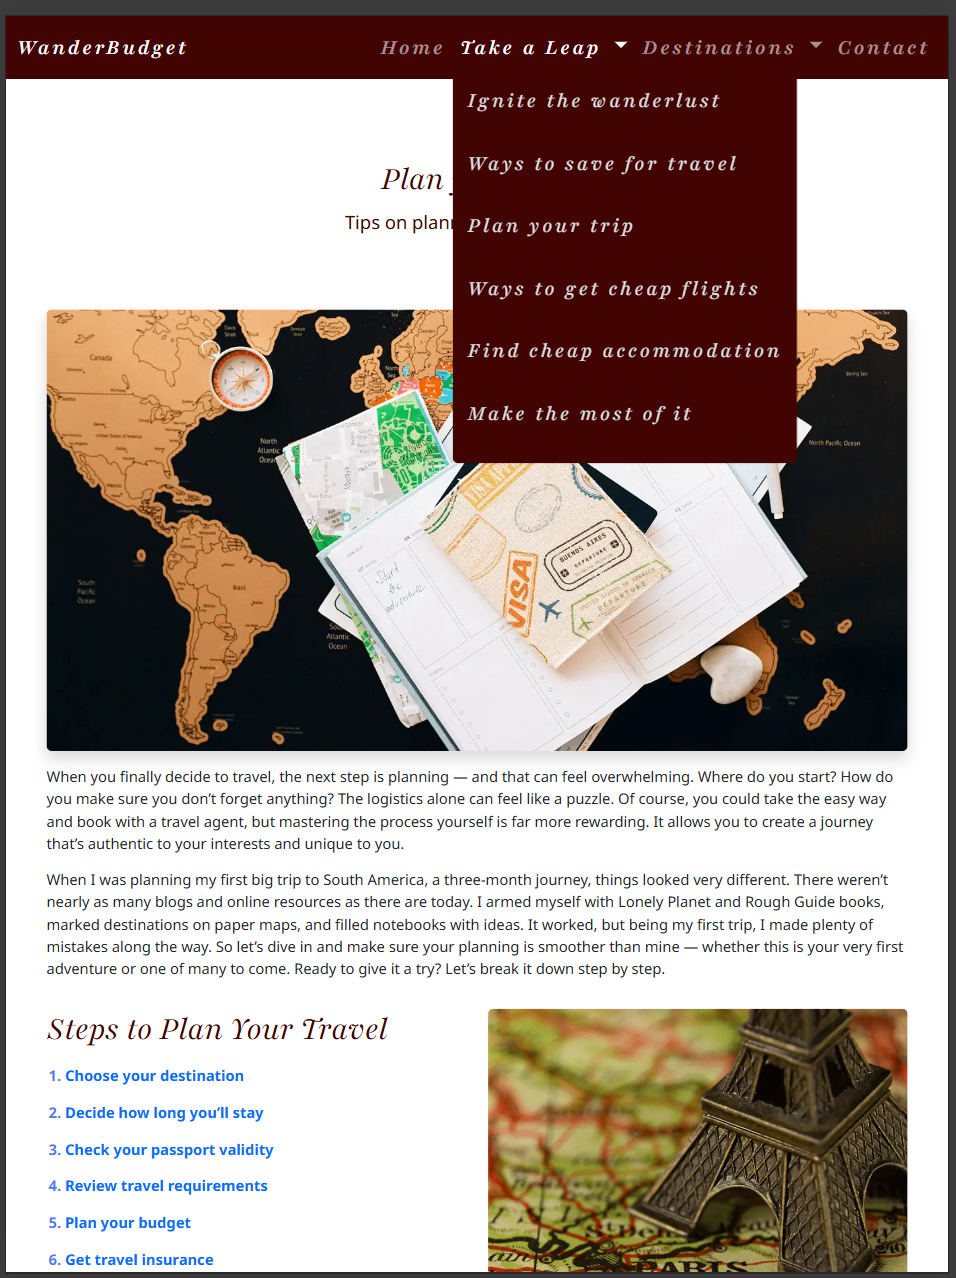 WanderBudget Home Take a Leap Destinations Contact
Ignite the wanderlust
Ways to save for travel
Plan your trip
Ways to get cheap flights
Find cheap accommodation
Make the most of it
Plan
Tips on plan
Canada
United States of America
Mexico
North
Atlantic
Ocean
Brasil
Argentina
South
Pacific
Ocean
South
Atlantic
Ocean
Bering Sea
North Pacific Ocean
Start
the
adventure
VISA
BUENOS AIRES
DEPARTURE
UNITED STATES OF AMERICA
DEPARTURE
When you finally decide to travel, the next step is planning — and that can feel overwhelming. Where do you start? How do
you make sure you don’t forget anything? The logistics alone can feel like a puzzle. Of course, you could take the easy way
and book with a travel agent, but mastering the process yourself is far more rewarding. It allows you to create a journey
that’s authentic to your interests and unique to you.
When I was planning my first big trip to South America, a three-month journey, things looked very different. There weren’t
nearly as many blogs and online resources as there are today. I armed myself with Lonely Planet and Rough Guide books,
marked destinations on paper maps, and filled notebooks with ideas. It worked, but being my first trip, I made plenty of
mistakes along the way. So let’s dive in and make sure your planning is smoother than mine — whether this is your very first
adventure or one of many to come. Ready to give it a try? Let’s break it down step by step.
Steps to Plan Your Travel
1. Choose your destination
2. Decide how long you’ll stay
3. Check your passport validity
4. Review travel requirements
5. Plan your budget
6. Get travel insurance
PARIS